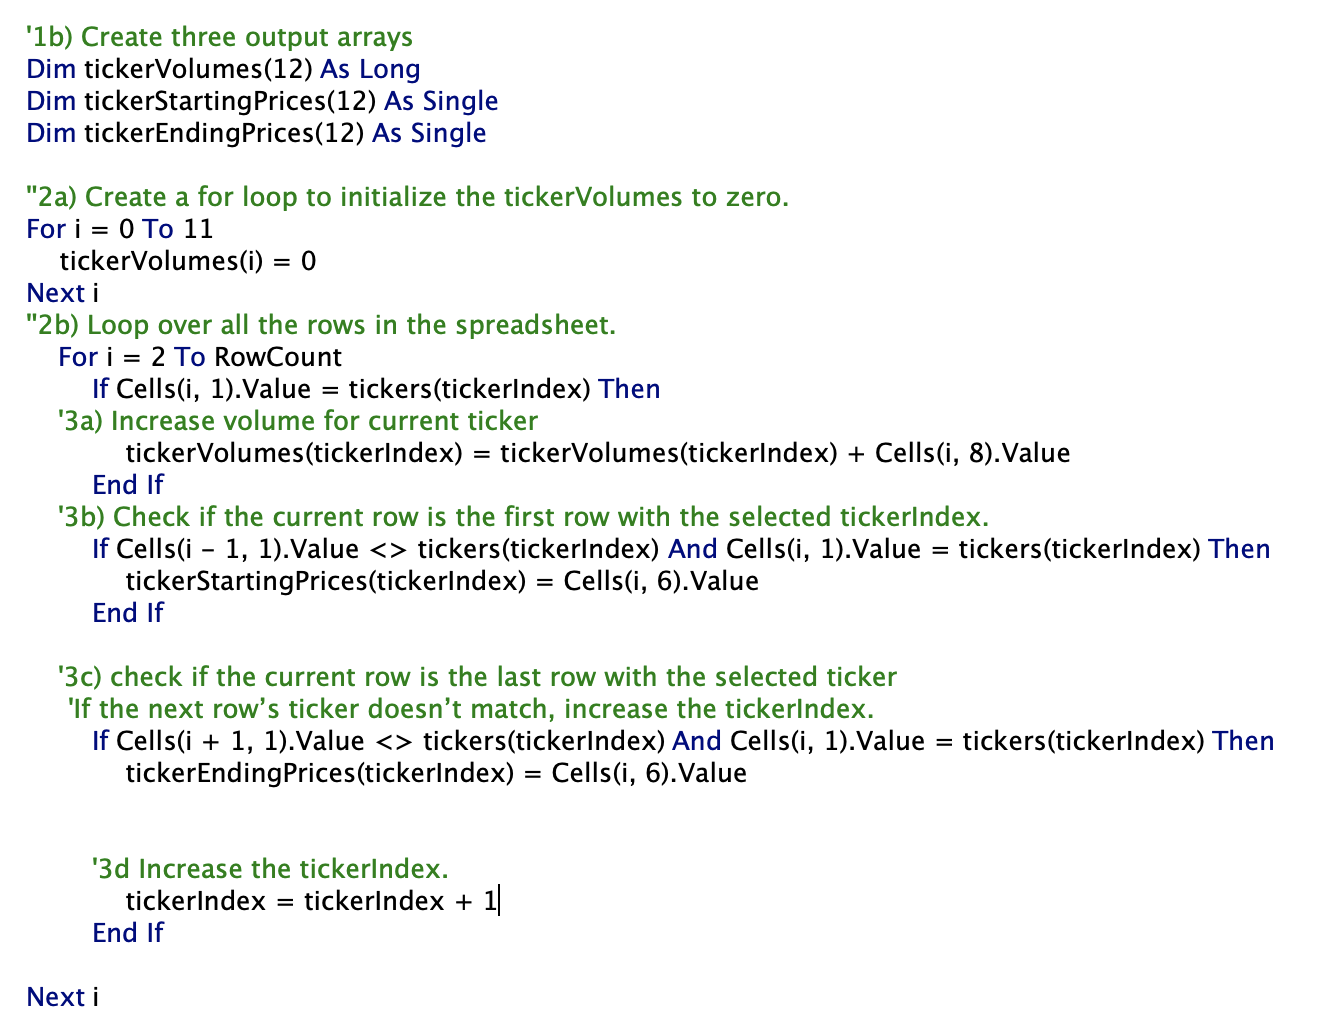 '1b) Create three output arrays
Dim tickerVolumes(12) As Long
Dim tickerStartingPrices(12) As Single
Dim tickerEndingPrices(12) As Single
''2a) Create a for loop to initialize the tickerVolumes to zero.
For i = 0 To 11
tickerVolumes(i) = 0
Next i
''2b) Loop over all the rows in the spreadsheet.
For i = 2 To RowCount
If Cells(i, 1).Value = tickers(tickerIndex) Then
'3a) Increase volume for current ticker
tickerVolumes(tickerIndex) = tickerVolumes(tickerIndex) + Cells(i, 8).Value
End If
'3b) Check if the current row is the first row with the selected tickerIndex.
If Cells(i - 1, 1).Value <> tickers(tickerIndex) And Cells(i, 1).Value = tickers(tickerIndex) Then
tickerStartingPrices(tickerIndex) = Cells(i, 6).Value
End If
'3c) check if the current row is the last row with the selected ticker
'If the next row’s ticker doesn’t match, increase the tickerIndex.
If Cells(i + 1, 1).Value <> tickers(tickerIndex) And Cells(i, 1).Value = tickers(tickerIndex) Then
tickerEndingPrices(tickerIndex) = Cells(i, 6).Value
'3d Increase the tickerIndex.
tickerIndex = tickerIndex + 1
End If
Next i